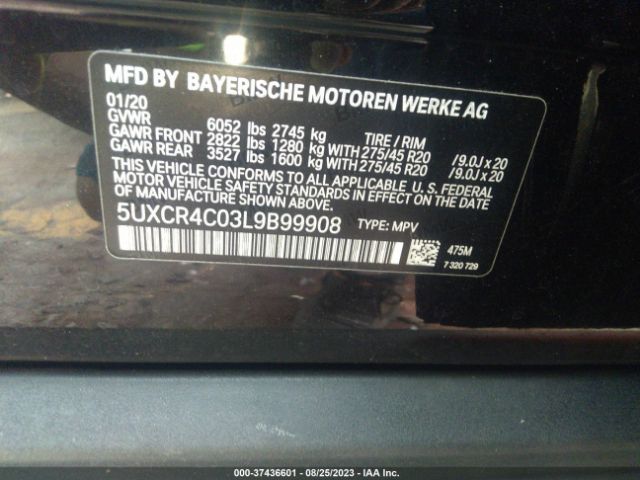 MFD BY BAYERISCHE MOTOREN WERKE AG
01/20
GVWR 6052 lbs 2745 kg TIRE / RIM
GAWR FRONT 2822 lbs 1280 kg WITH 275/45 R20 /9.0J x 20
GAWR REAR 3527 lbs 1600 kg WITH 275/45 R20 /9.0J x 20
THIS VEHICLE CONFORMS TO ALL APPLICABLE U. S. FEDERAL
MOTOR VEHICLE SAFETY STANDARDS IN EFFECT ON THE DATE
OF MANUFACTURE SHOWN ABOVE.
5UXCR4C03L9B99908 TYPE: MPV
475M
7 320 729
000-37436601 - 08/25/2023 - IAA Inc.